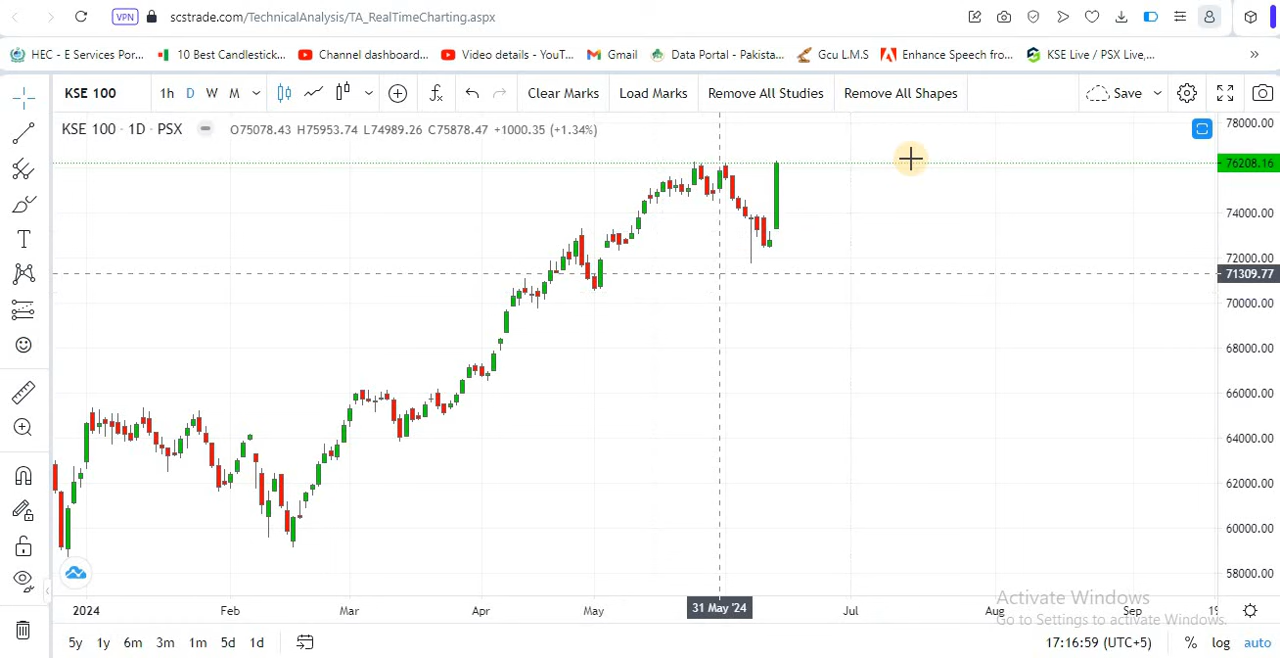 VPN scstrade.com/TechnicalAnalysis/TA_RealTimeCharting.aspx
HEC - E Services Por... 10 Best Candlestick... Channel dashboard... Video details - YouT... Gmail Data Portal - Pakista... Gcu L.M.S Enhance Speech fro... KSE Live / PSX Live,... »
KSE 100 1h D W M Clear Marks Load Marks Remove All Studies Remove All Shapes Save
KSE 100 · 1D · PSX O75078.43 H75953.74 L74989.26 C75878.47 +1000.35 (+1.34%)
78000.00
76208.16
74000.00
72000.00
71309.77
70000.00
68000.00
66000.00
64000.00
62000.00
60000.00
58000.00
2024 Feb Mar Apr May 31 May '24 Jul Aug Sep 19
Activate Windows
Go to Settings to activate Windows.
5y 1y 6m 3m 1m 5d 1d 17:16:59 (UTC+5) % log auto